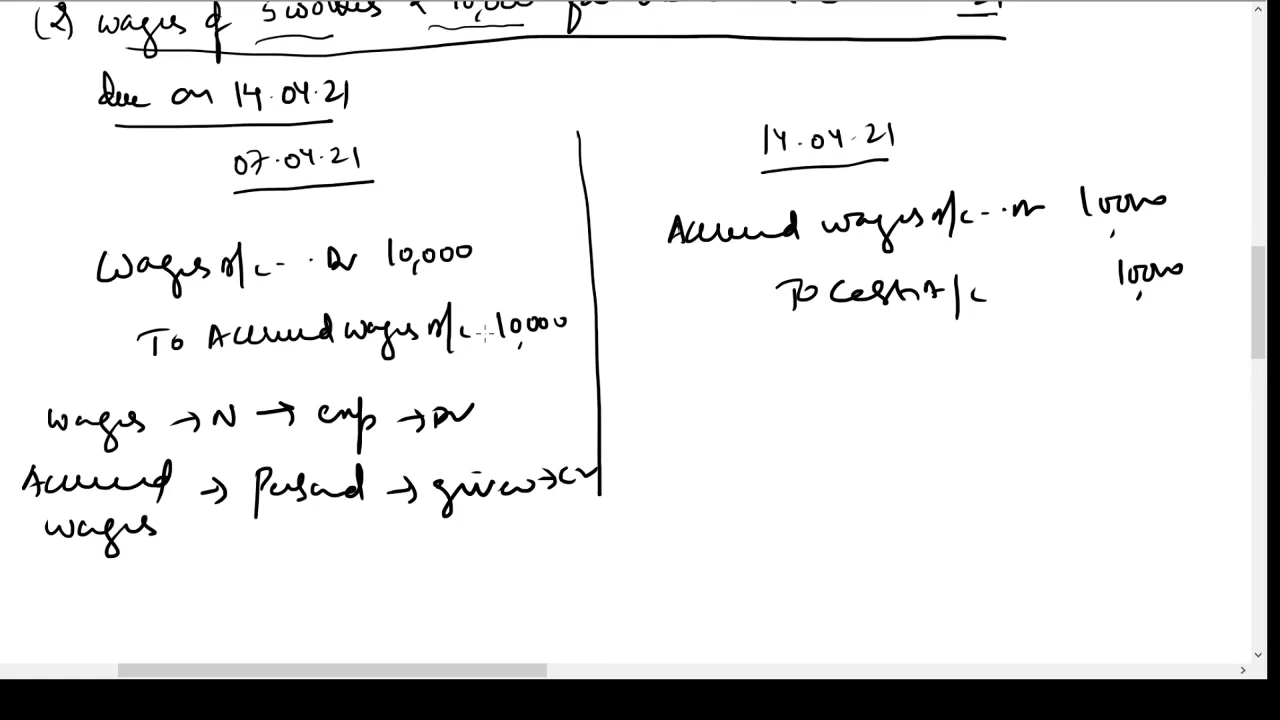 (2) wages of 5 workers 10,000
due on 14.04.21
07.04.21
Wages A/c -. Dr 10,000
To Accrued wages A/c - 10,000
wages → N → exp → Dr
Accrued wages → Personal → giver → Cr
14.04.21
Accrued wages A/c -. Dr 10,000
To Cash A/c 10,000